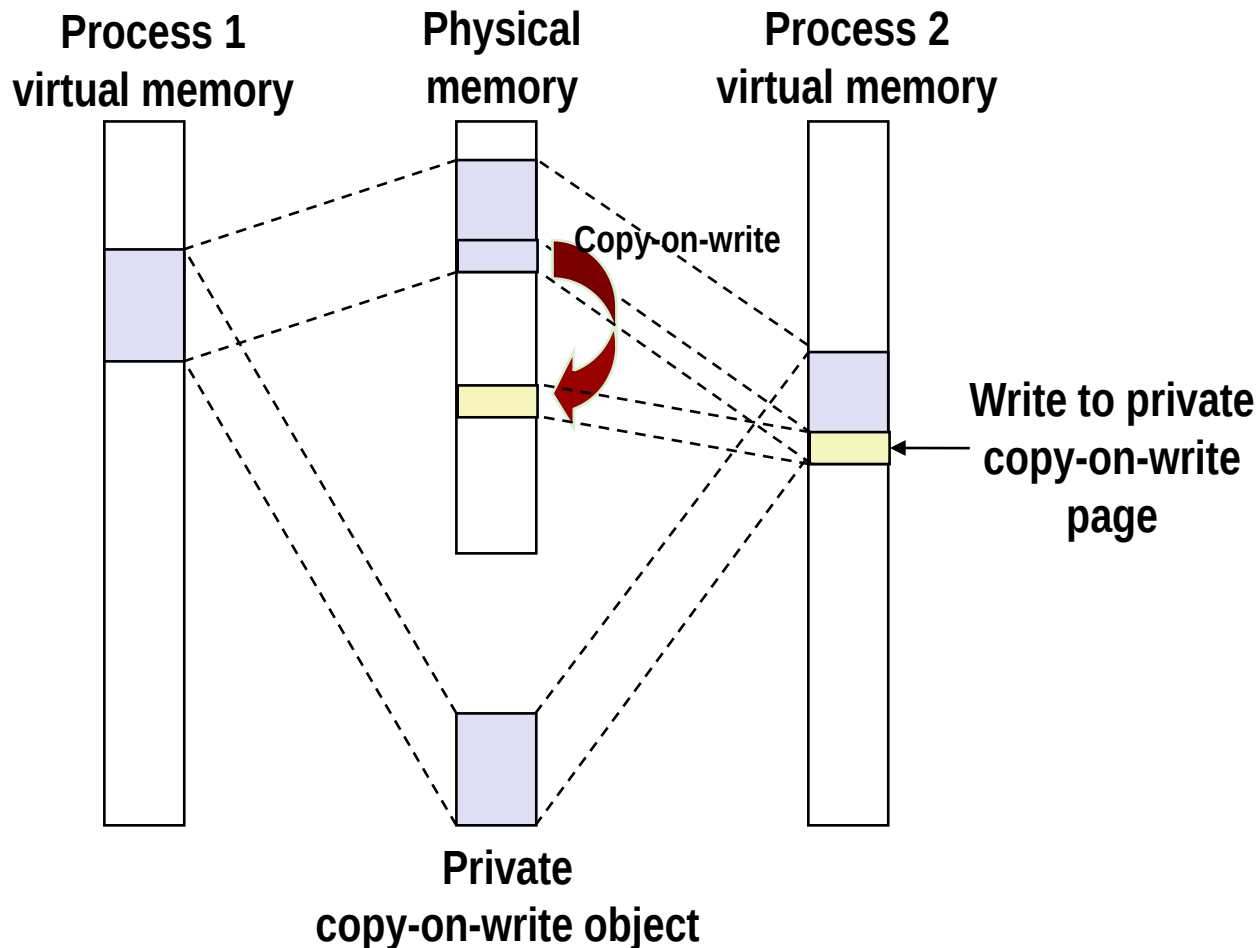 Process 1
virtual memory
Physical
memory
Process 2
virtual memory
Copy-on-write
Write to private
copy-on-write
page
Private
copy-on-write object